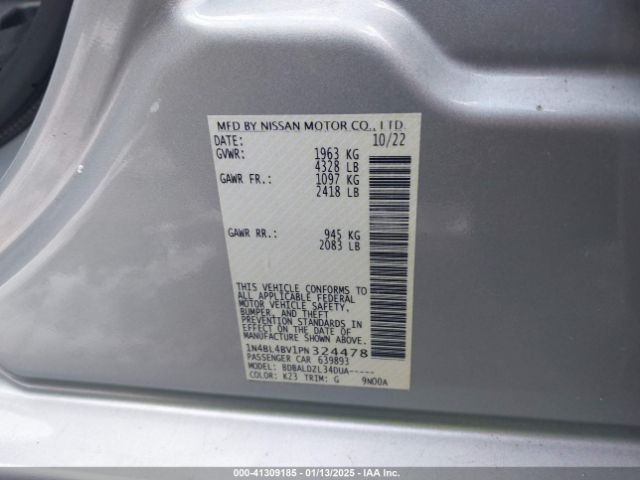 MFD BY NISSAN MOTOR CO., LTD.
DATE: 10/22
GVWR: 1963 KG
4328 LB
GAWR FR.: 1097 KG
2418 LB
GAWR RR.: 945 KG
2083 LB
THIS VEHICLE CONFORMS TO
ALL APPLICABLE FEDERAL
MOTOR VEHICLE SAFETY,
BUMPER, AND THEFT
PREVENTION STANDARDS IN
EFFECT ON THE DATE OF
MANUFACTURE SHOWN ABOVE.
1N4BL4BV1PN324478
PASSENGER CAR 639893
MODEL: BDBALDZL34DUA-----
COLOR: K23 TRIM: G 9N00A
000-41309185 | 01/13/2025 - IAA Inc.